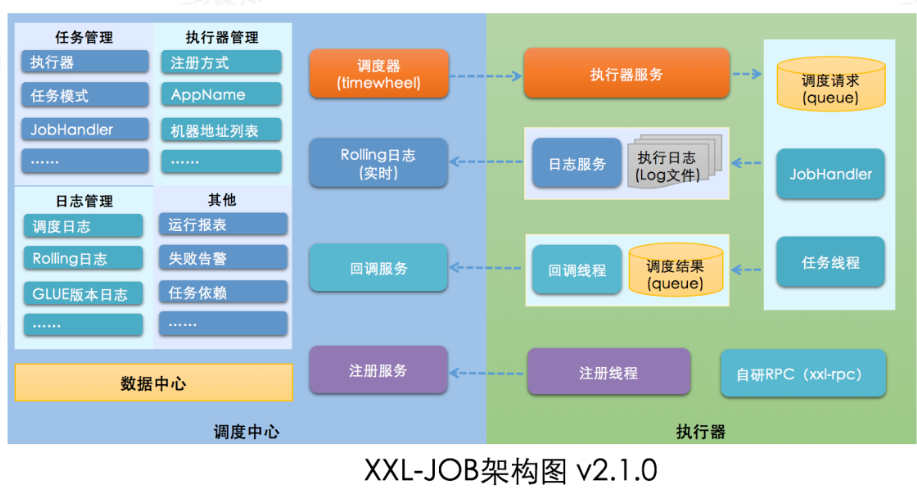 任务管理
执行器
任务模式
JobHandler
……
执行器管理
注册方式
AppName
机器地址列表
……
日志管理
调度日志
Rolling日志
GLUE版本日志
……
其他
运行报表
失败告警
任务依赖
……
数据中心
调度器
(timewheel)
Rolling日志
(实时)
回调服务
注册服务
调度中心
执行器服务
日志服务
执行日志
(Log文件)
回调线程
调度结果
(queue)
注册线程
调度请求
(queue)
JobHandler
任务线程
自研RPC（xxl-rpc）
执行器
XXL-JOB架构图 v2.1.0